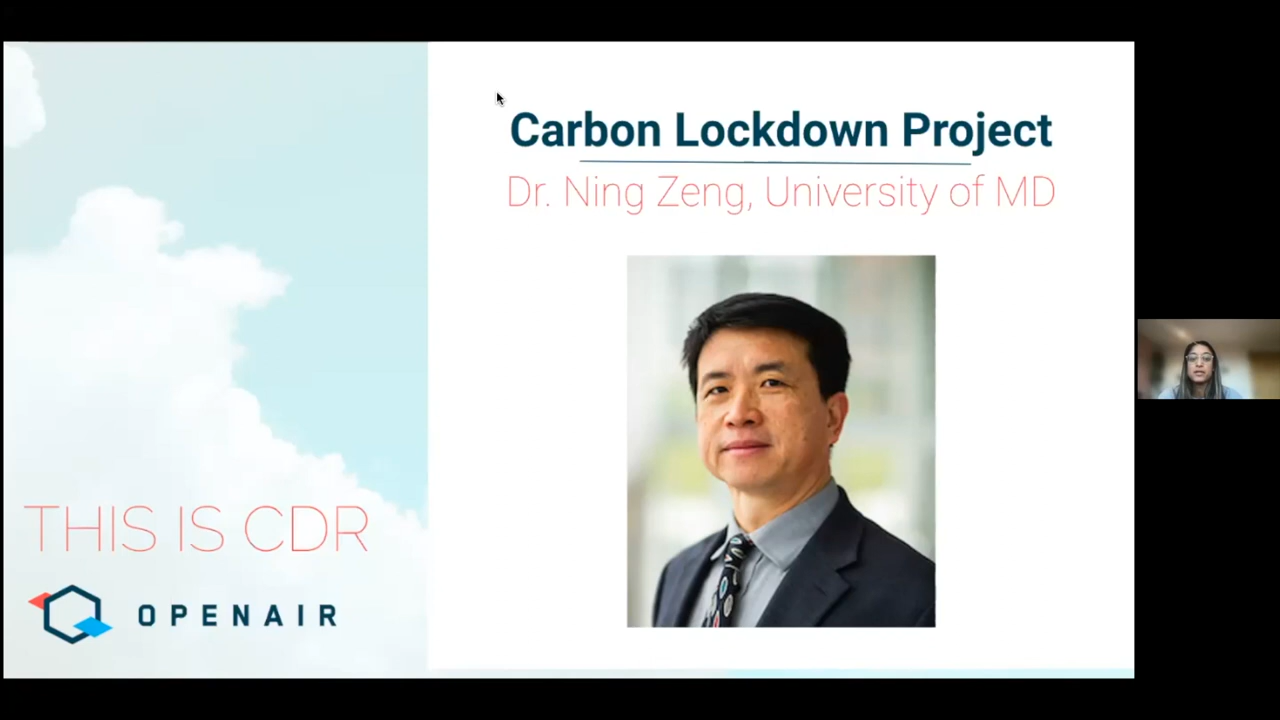 Carbon Lockdown Project
Dr. Ning Zeng, University of MD
THIS IS CDR
OPENAIR